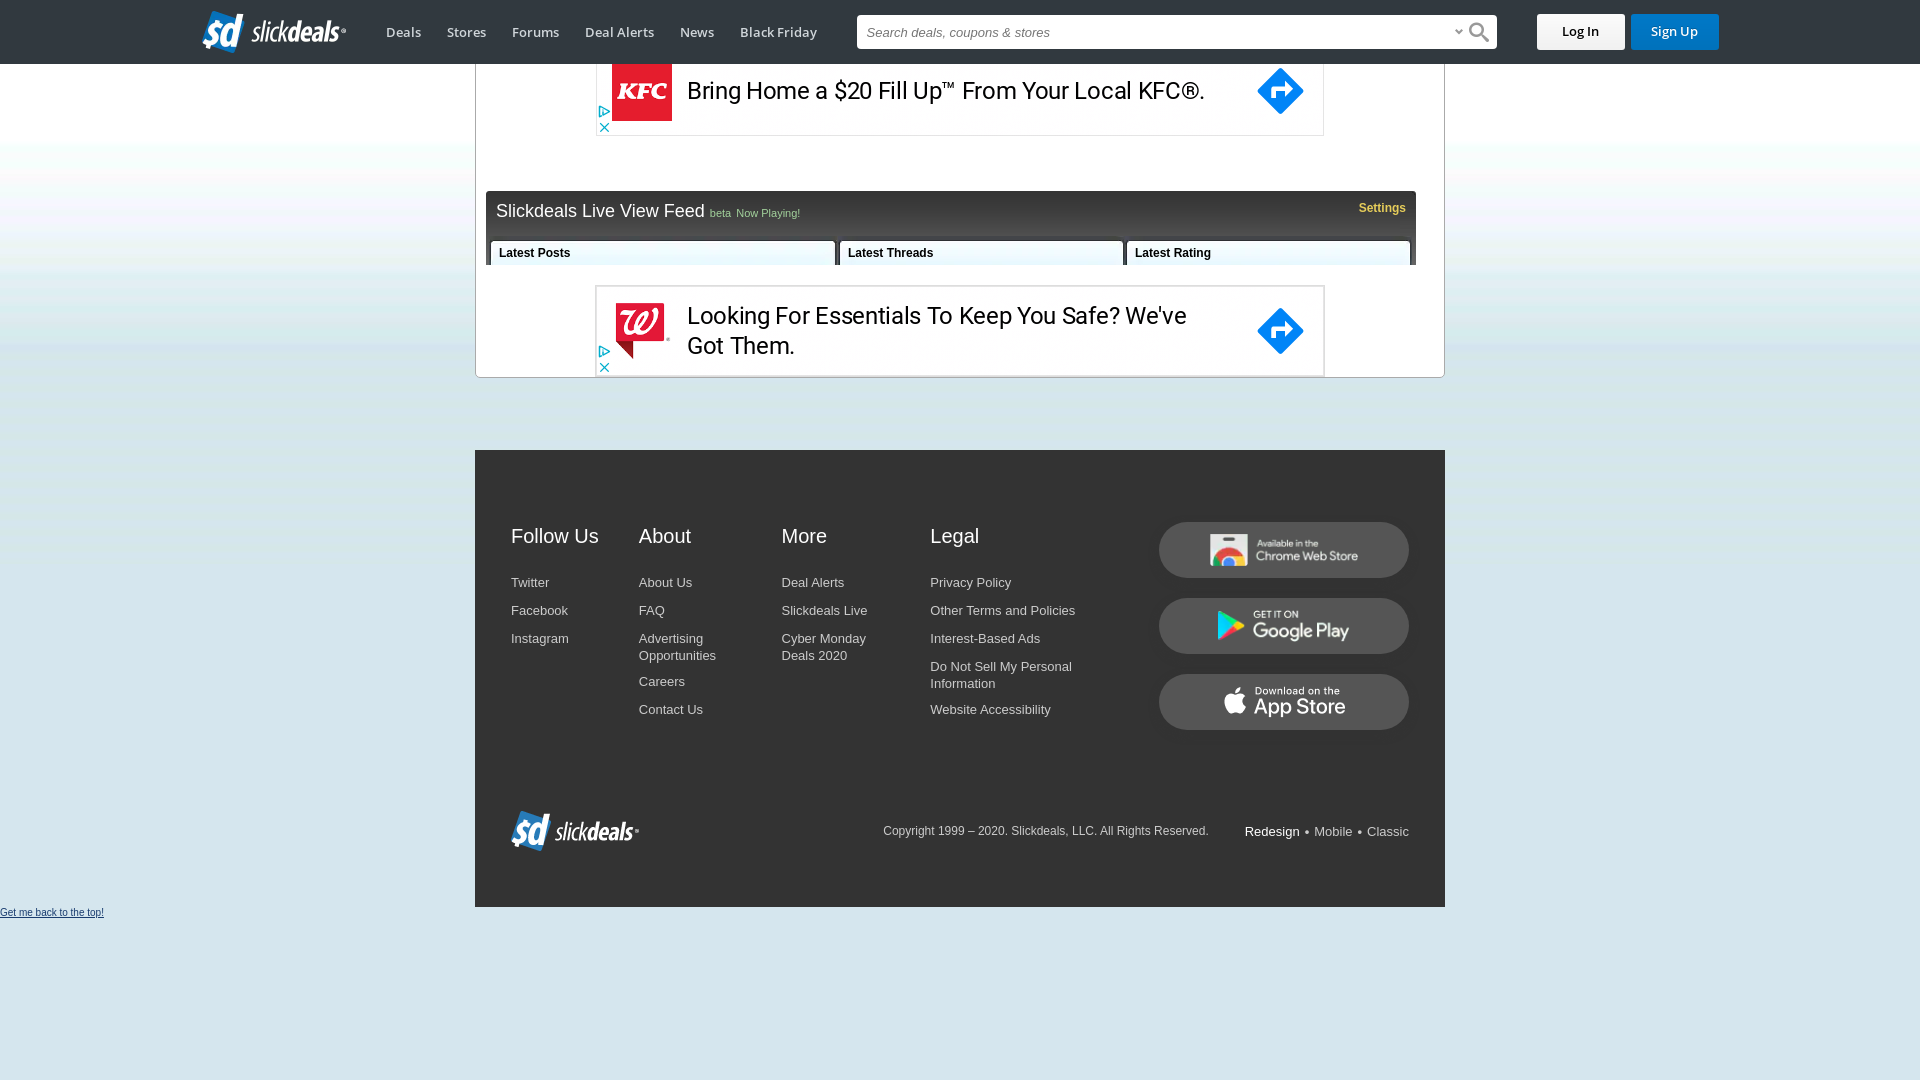 $d slickdeals
Deals
Stores
Forums
Deal Alerts
News
Black Friday
Search deals, coupons & stores
Log In
Sign Up
KFC
Bring Home a $20 Fill Up™ From Your Local KFC®.
Slickdeals Live View Feed beta Now Playing!
Settings
Latest Posts
Latest Threads
Latest Rating
W
Looking For Essentials To Keep You Safe? We've
Got Them.
Follow Us
Twitter
Facebook
Instagram
About
About Us
FAQ
Advertising
Opportunities
Careers
Contact Us
More
Deal Alerts
Slickdeals Live
Cyber Monday
Deals 2020
Legal
Privacy Policy
Other Terms and Policies
Interest-Based Ads
Do Not Sell My Personal
Information
Website Accessibility
Available in the
Chrome Web Store
GET IT ON
Google Play
Download on the
App Store
$d slickdeals
Copyright 1999 – 2020. Slickdeals, LLC. All Rights Reserved.
Redesign • Mobile • Classic
Get me back to the top!